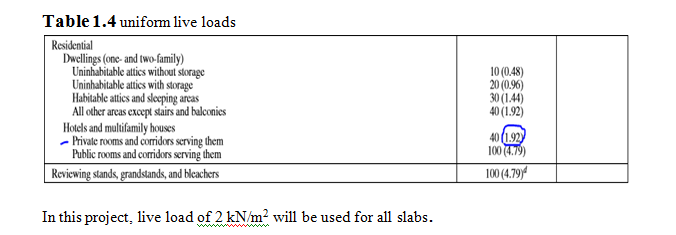 Table 1.4 uniform live loads
Residential
Dwellings (one- and two-family)
Uninhabitable attics without storage 10 (0.48)
Uninhabitable attics with storage 20 (0.96)
Habitable attics and sleeping areas 30 (1.44)
All other areas except stairs and balconies 40 (1.92)
Hotels and multifamily houses
Private rooms and corridors serving them 40 (1.92)
Public rooms and corridors serving them 100 (4.79)
Reviewing stands, grandstands, and bleachers 100 (4.79)d
In this project, live load of 2 kN/m² will be used for all slabs.